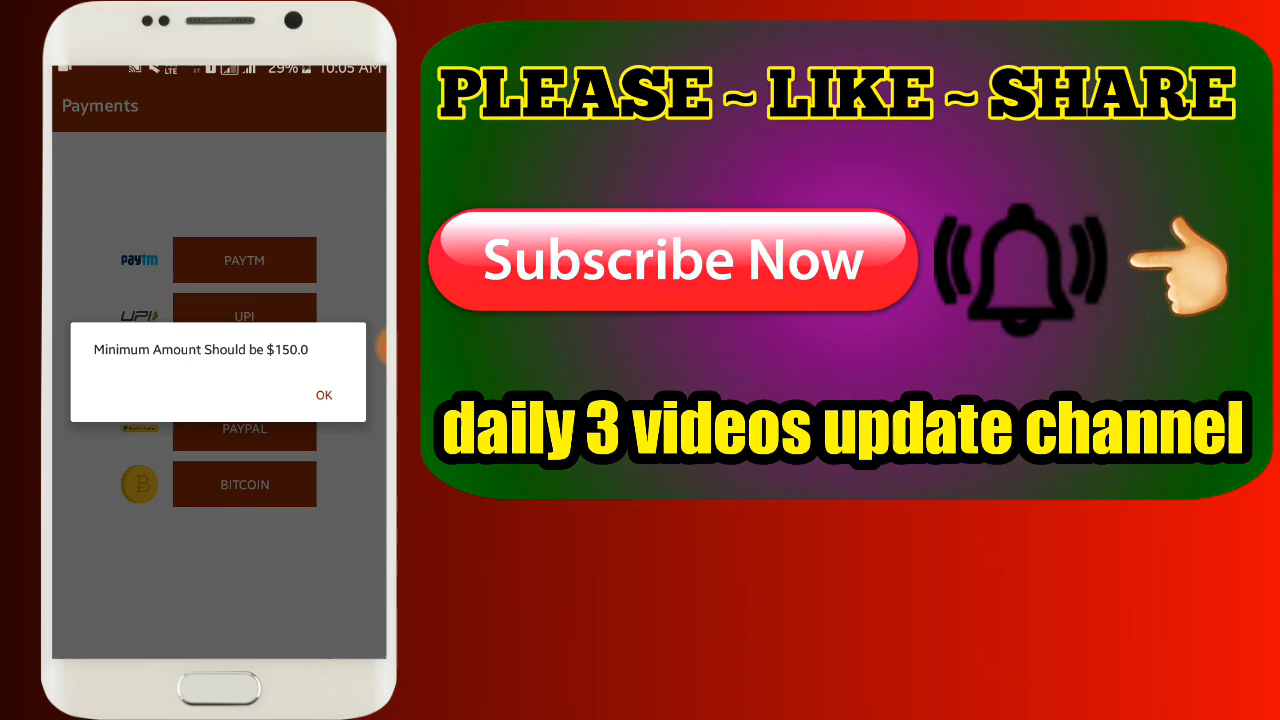 LTE 29% 10:05 AM
Payments
paytm PAYTM
UPI UPI
Minimum Amount Should be $150.0
OK
PAYPAL
BITCOIN
PLEASE ~ LIKE ~ SHARE
Subscribe Now
daily 3 videos update channel